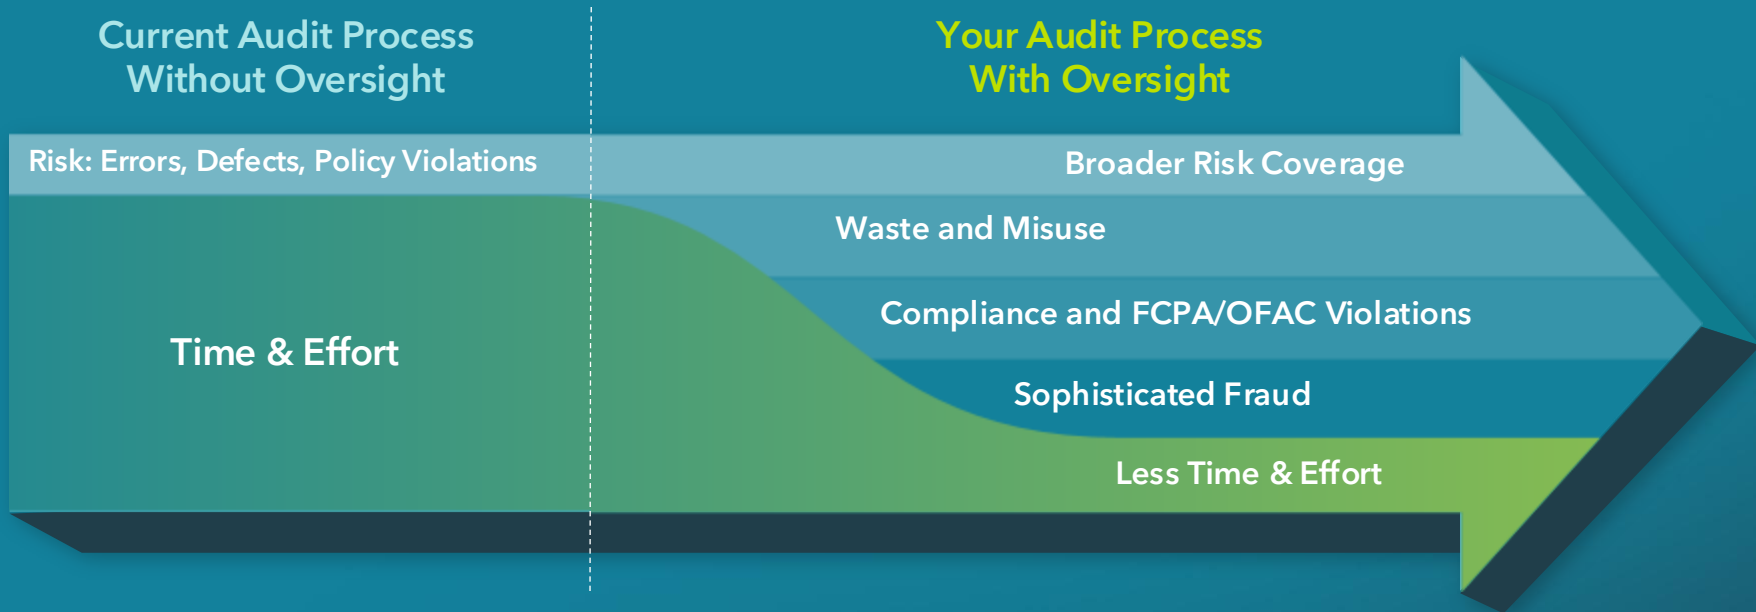 Current Audit Process
Without Oversight
Your Audit Process
With Oversight
Risk: Errors, Defects, Policy Violations
Broader Risk Coverage
Waste and Misuse
Compliance and FCPA/OFAC Violations
Time & Effort
Sophisticated Fraud
Less Time & Effort